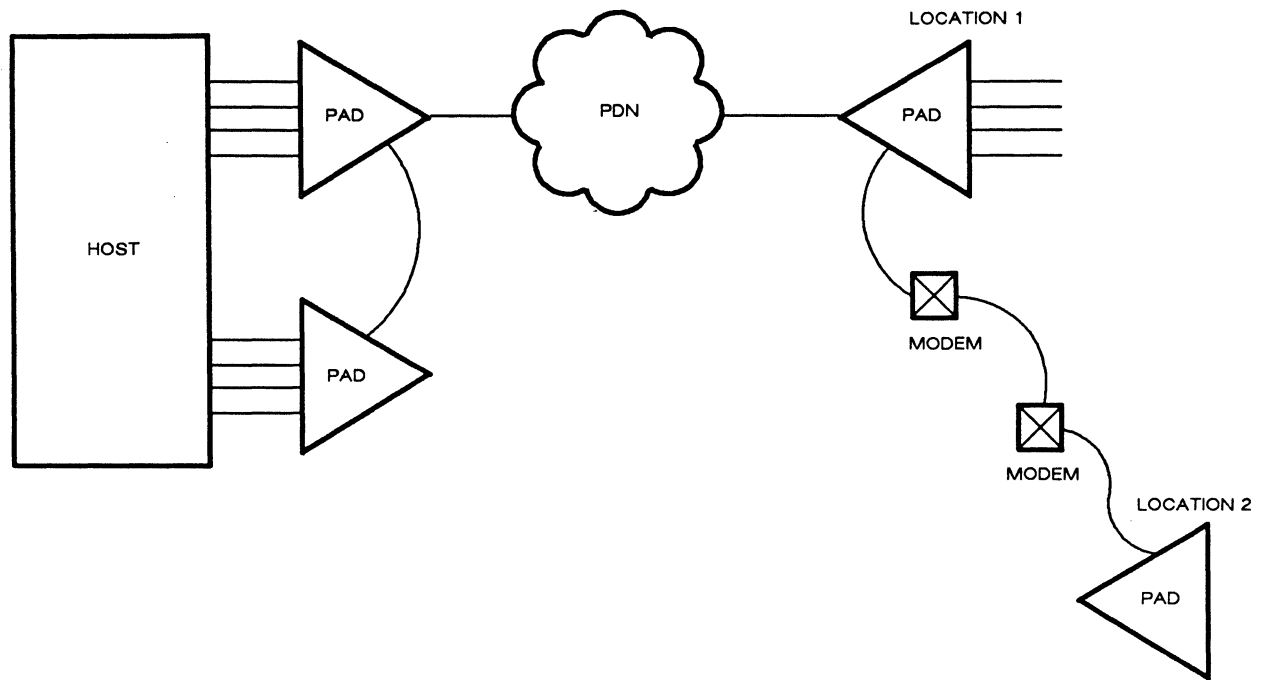 LOCATION 1
PAD
PDN
PAD
HOST
MODEM
PAD
MODEM
LOCATION 2
PAD